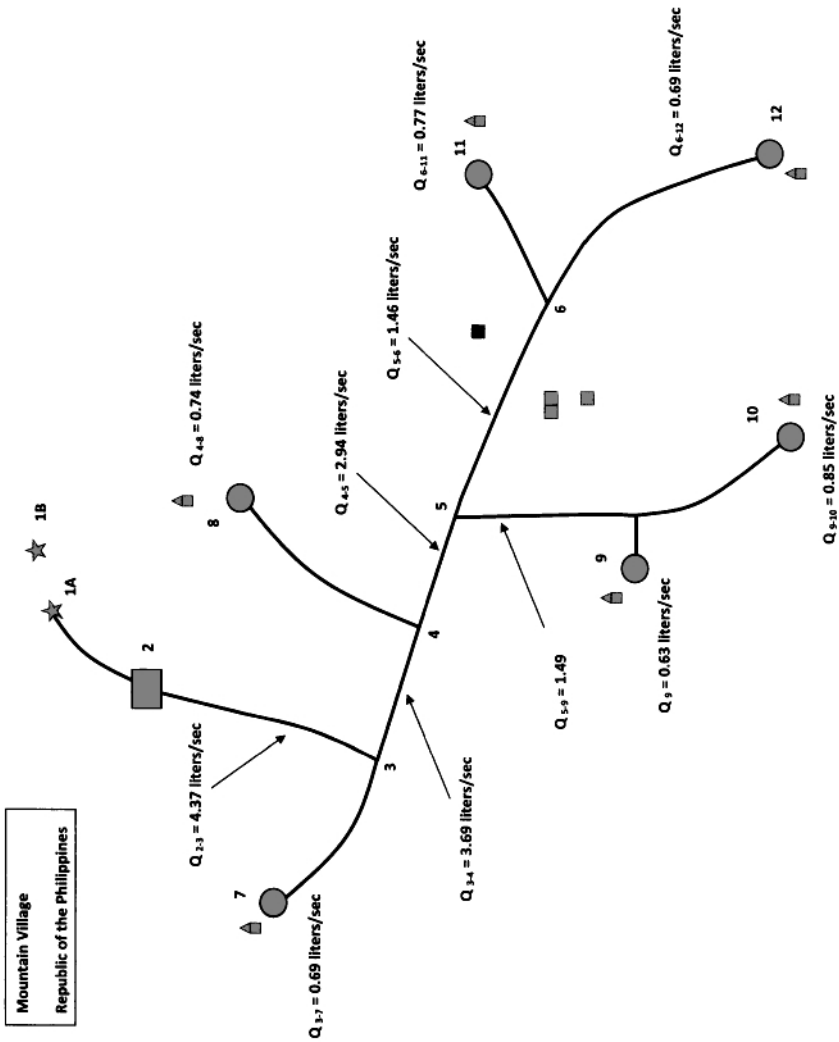 Mountain Village
Republic of the Philippines
1A
1B
2
Q 2-3 = 4.37 liters/sec
Q 4-8 = 0.74 liters/sec
8
7
Q 3-7 = 0.69 liters/sec
3
Q 3-4 = 3.69 liters/sec
4
Q 4-5 = 2.94 liters/sec
5
Q 5-6 = 1.46 liters/sec
Q 6-11 = 0.77 liters/sec
11
6
Q 6-12 = 0.69 liters/sec
12
Q 5-9 = 1.49
9
Q 9 = 0.63 liters/sec
10
Q 9-10 = 0.85 liters/sec